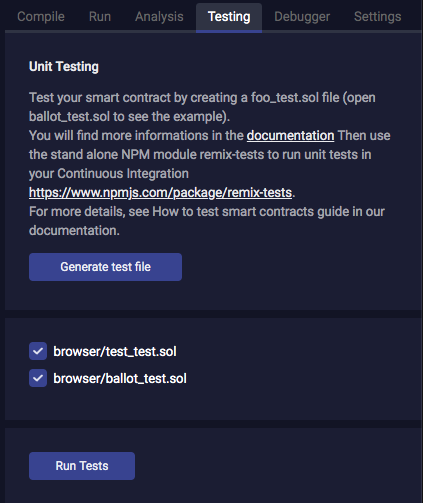 Compile Run Analysis Testing Debugger Settings
Unit Testing
Test your smart contract by creating a foo_test.sol file (open
ballot_test.sol to see the example).
You will find more informations in the documentation Then use
the stand alone NPM module remix-tests to run unit tests in
your Continuous Integration
https://www.npmjs.com/package/remix-tests.
For more details, see How to test smart contracts guide in our
documentation.
Generate test file
browser/test_test.sol
browser/ballot_test.sol
Run Tests